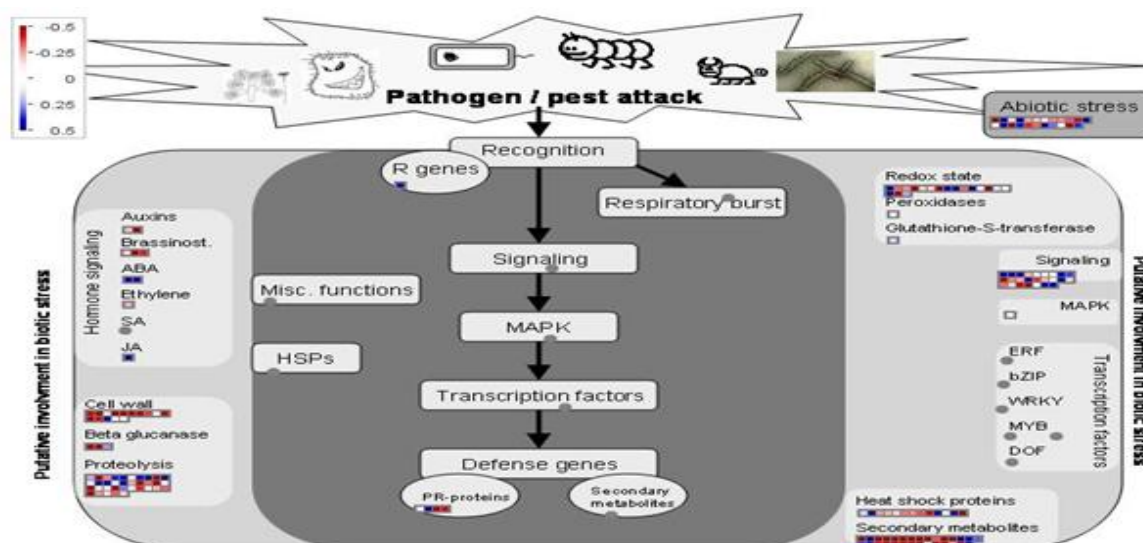 -0.5
-0.25
0
0.25
0.5
Pathogen / pest attack
Abiotic stress
Recognition
R genes
Respiratory burst
Redox state
Peroxidases
Glutathione-S-transferase
Hormone signaling
Auxins
Brassinost.
ABA
Ethylene
SA
JA
Signaling
Misc. functions
MAPK
HSPs
Transcription factors
Defense genes
PR-proteins
Secondary
metabolites
Signaling
MAPK
ERF
bZIP
WRKY
MYB
DOF
Transcription factors
Cell wall
Beta glucanase
Proteolysis
Heat shock proteins
Secondary metabolites
Putative involvment in biotic stress
Putative involvment in biotic stress